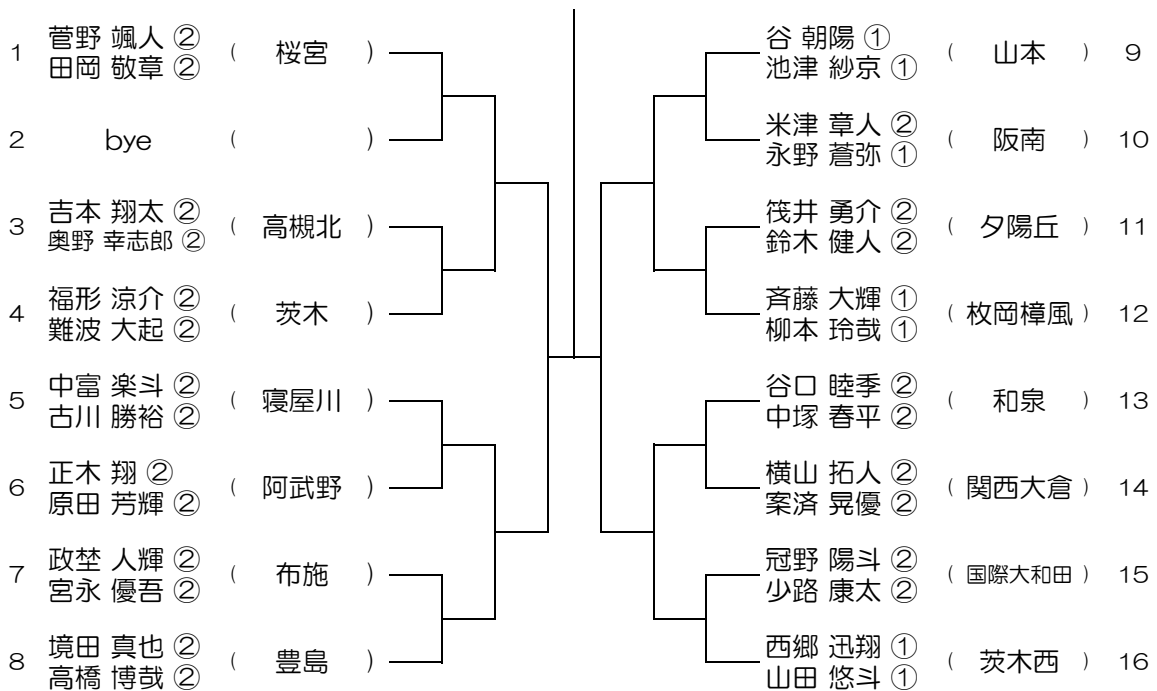 菅野 颯人 ②
1 ( 桜宮 )
田岡 敬章 ②
2 bye ( )
吉本 翔太 ②
3 ( 高槻北 )
奥野 幸志郎 ②
福形 涼介 ②
4 ( 茨木 )
難波 大起 ②
中富 楽斗 ②
5 ( 寝屋川 )
古川 勝裕 ②
正木 翔 ②
6 ( 阿武野 )
原田 芳輝 ②
政埜 人輝 ②
7 ( 布施 )
宮永 優吾 ②
境田 真也 ②
8 ( 豊島 )
高橋 博哉 ②
谷 朝陽 ①
( 山本 ) 9
池津 紗京 ①
米津 章人 ②
( 阪南 ) 10
永野 蒼弥 ①
筏井 勇介 ②
( 夕陽丘 ) 11
鈴木 健人 ②
斉藤 大輝 ①
( 枚岡樟風 ) 12
柳本 玲哉 ①
谷口 睦季 ②
( 和泉 ) 13
中塚 春平 ②
横山 拓人 ②
( 関西大倉 ) 14
案済 晃優 ②
冠野 陽斗 ②
( 国際大和田 ) 15
少路 康太 ②
西郷 迅翔 ①
( 茨木西 ) 16
山田 悠斗 ①